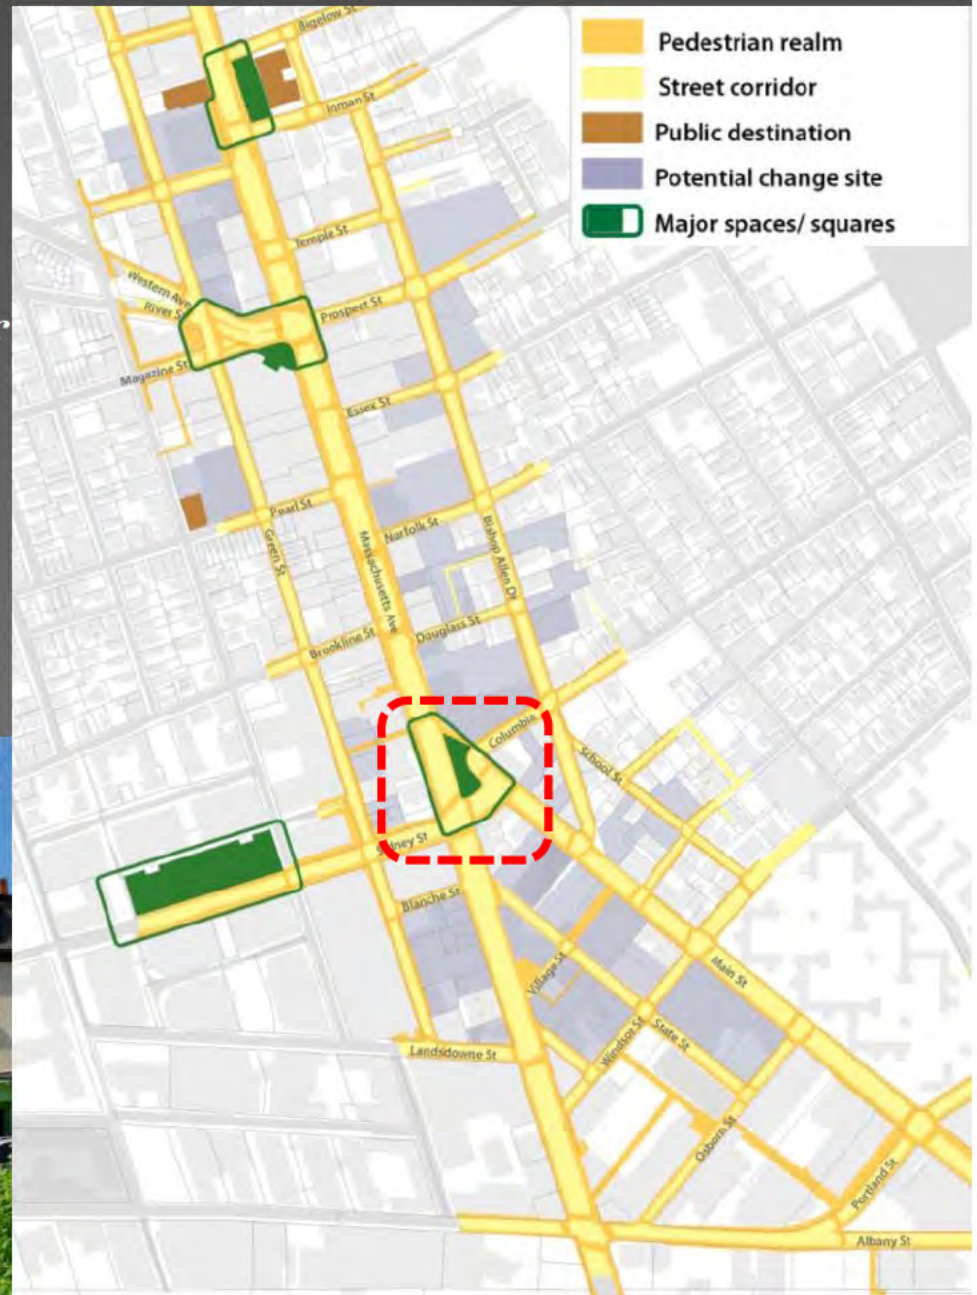 Pedestrian realm
Street corridor
Public destination
Potential change site
Major spaces/ squares
Bigelow St
Inman St
Temple St
Western Ave
River S
Prospect St
Magazine St
Essex St
Pearl St
Norfolk St
Green St
Massachusetts Ave
Bishop Allen Dr
Brookline St
Douglass St
Columbia
School St
Sidney St
Blanche St
Village St
Main St
Windsor St
State St
Landsdowne St
Osborn St
Portland St
Albany St